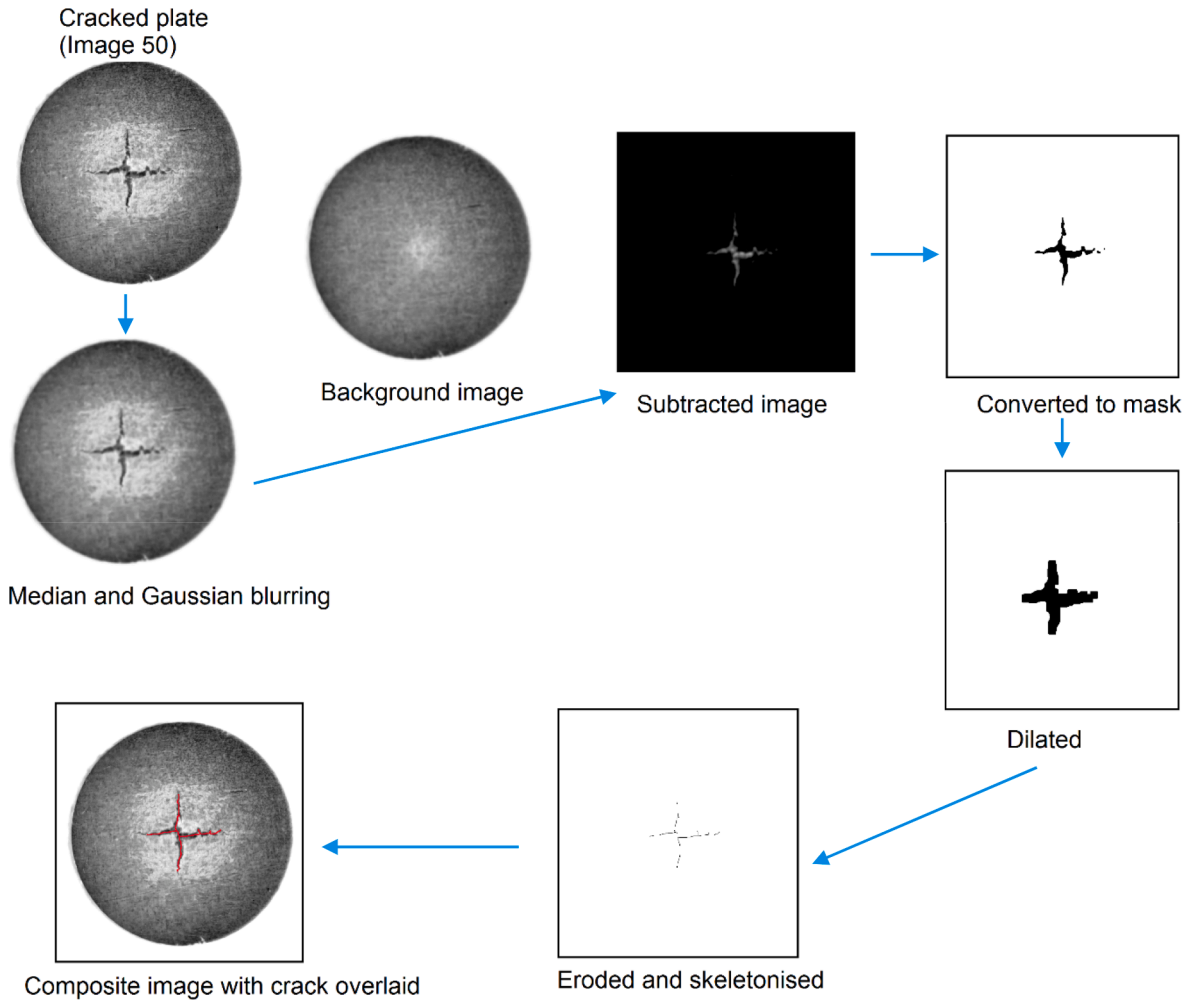 Cracked plate
(Image 50)
Background image
Subtracted image
Converted to mask
Median and Gaussian blurring
Dilated
Composite image with crack overlaid
Eroded and skeletonised